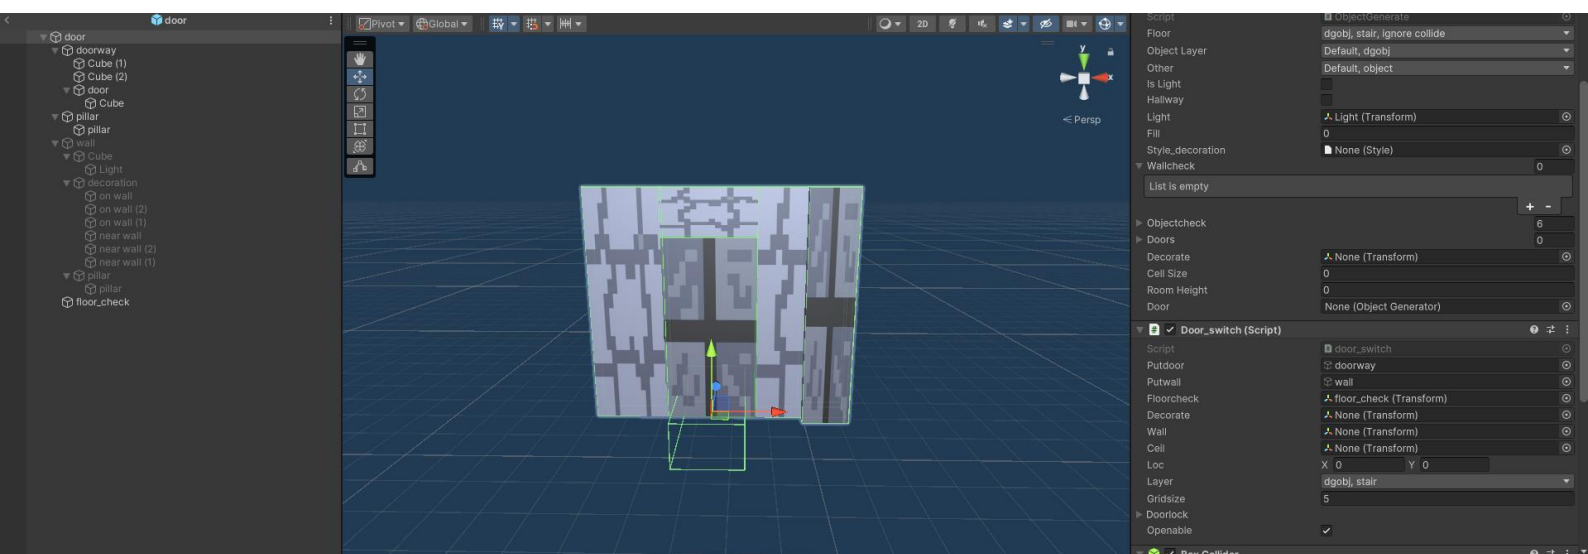 door
door
doorway
Cube (1)
Cube (2)
door
Cube
pillar
pillar
wall
Cube
Light
decoration
on wall
on wall (2)
on wall (1)
near wall
near wall (2)
near wall (1)
pillar
pillar
floor_check
Pivot
Global
2D
y
x
Persp
Script ObjectGenerate
Floor dgobj, stair, ignore collide
Object Layer Default, dgobj
Other Default, object
Is Light
Hallway
Light Light (Transform)
Fill 0
Style_decoration None (Style)
Wallcheck 0
List is empty
+ -
Objectcheck 6
Doors 0
Decorate None (Transform)
Cell Size 0
Room Height 0
Door None (Object Generator)
# Door_switch (Script)
Script door_switch
Putdoor doorway
Putwall wall
Floorcheck floor_check (Transform)
Decorate None (Transform)
Wall None (Transform)
Ceil None (Transform)
Loc X 0 Y 0
Layer dgobj, stair
Gridsize 5
Doorlock
Openable
Box Collider